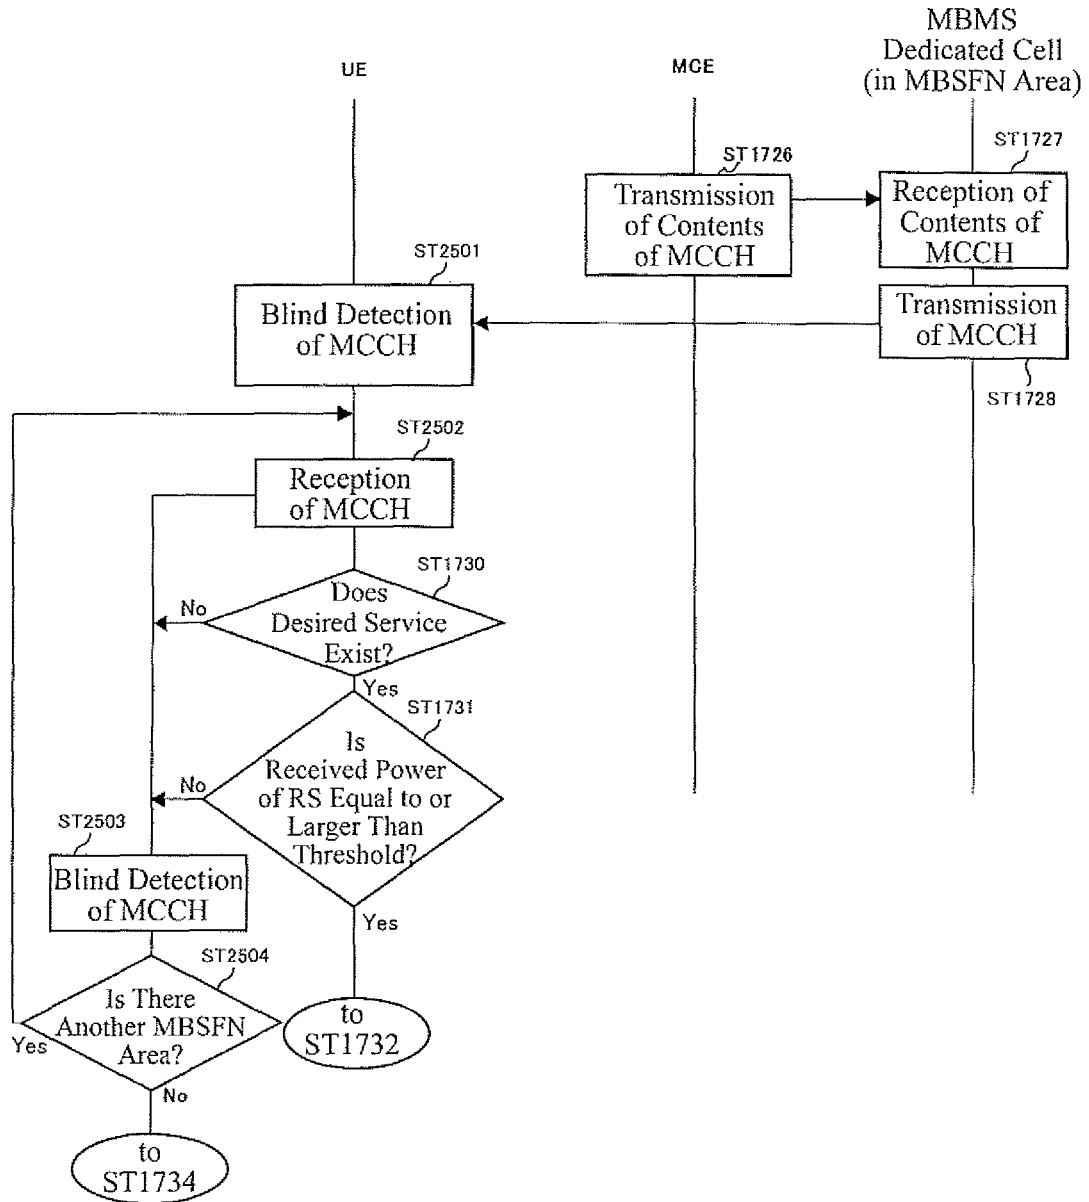 UE
MCE
MBMS
Dedicated Cell
(in MBSFN Area)
ST1726
Transmission
of Contents
of MCCH
ST1727
Reception of
Contents of
MCCH
ST2501
Blind Detection
of MCCH
Transmission
of MCCH
ST1728
ST2502
Reception
of MCCH
ST1730
Does
Desired Service
Exist?
No
Yes
ST1731
Is
Received Power
of RS Equal to or
Larger Than
Threshold?
No
Yes
ST2503
Blind Detection
of MCCH
ST2504
Is There
Another MBSFN
Area?
Yes
No
to
ST1732
to
ST1734